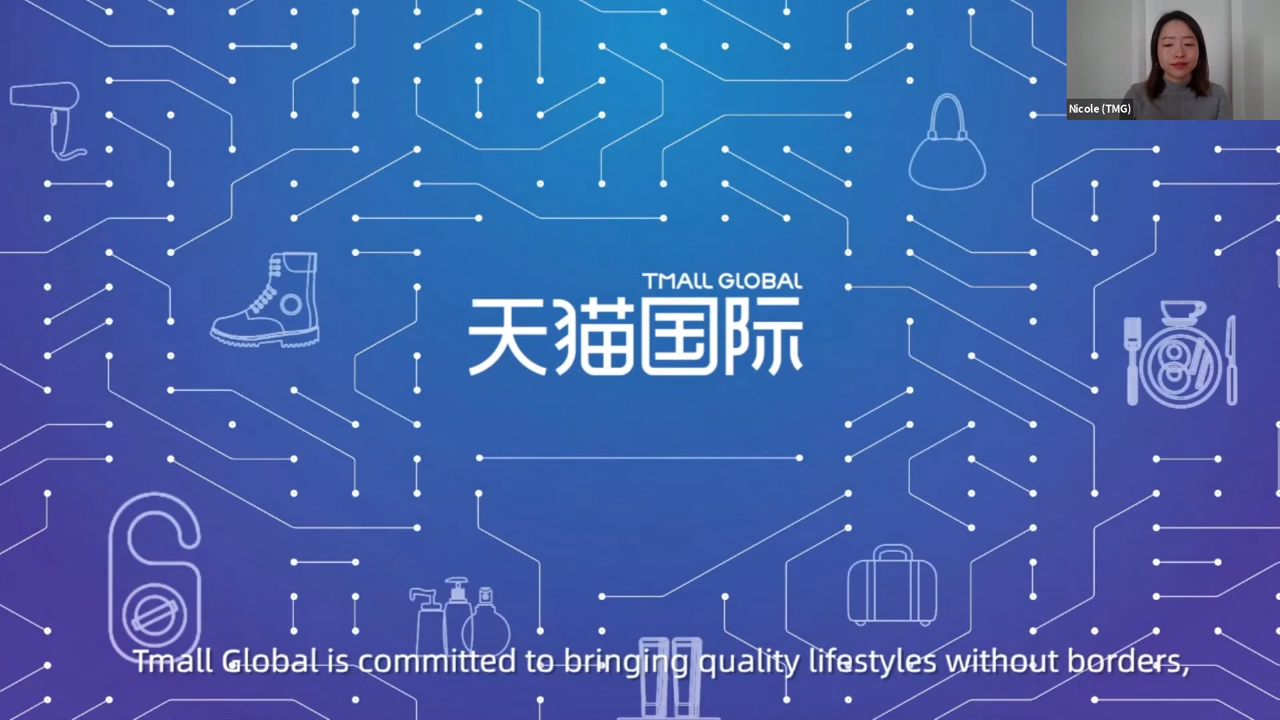 Nicole (TMG)
TMALL GLOBAL
天猫国际
Tmall Global is committed to bringing quality lifestyles without borders,